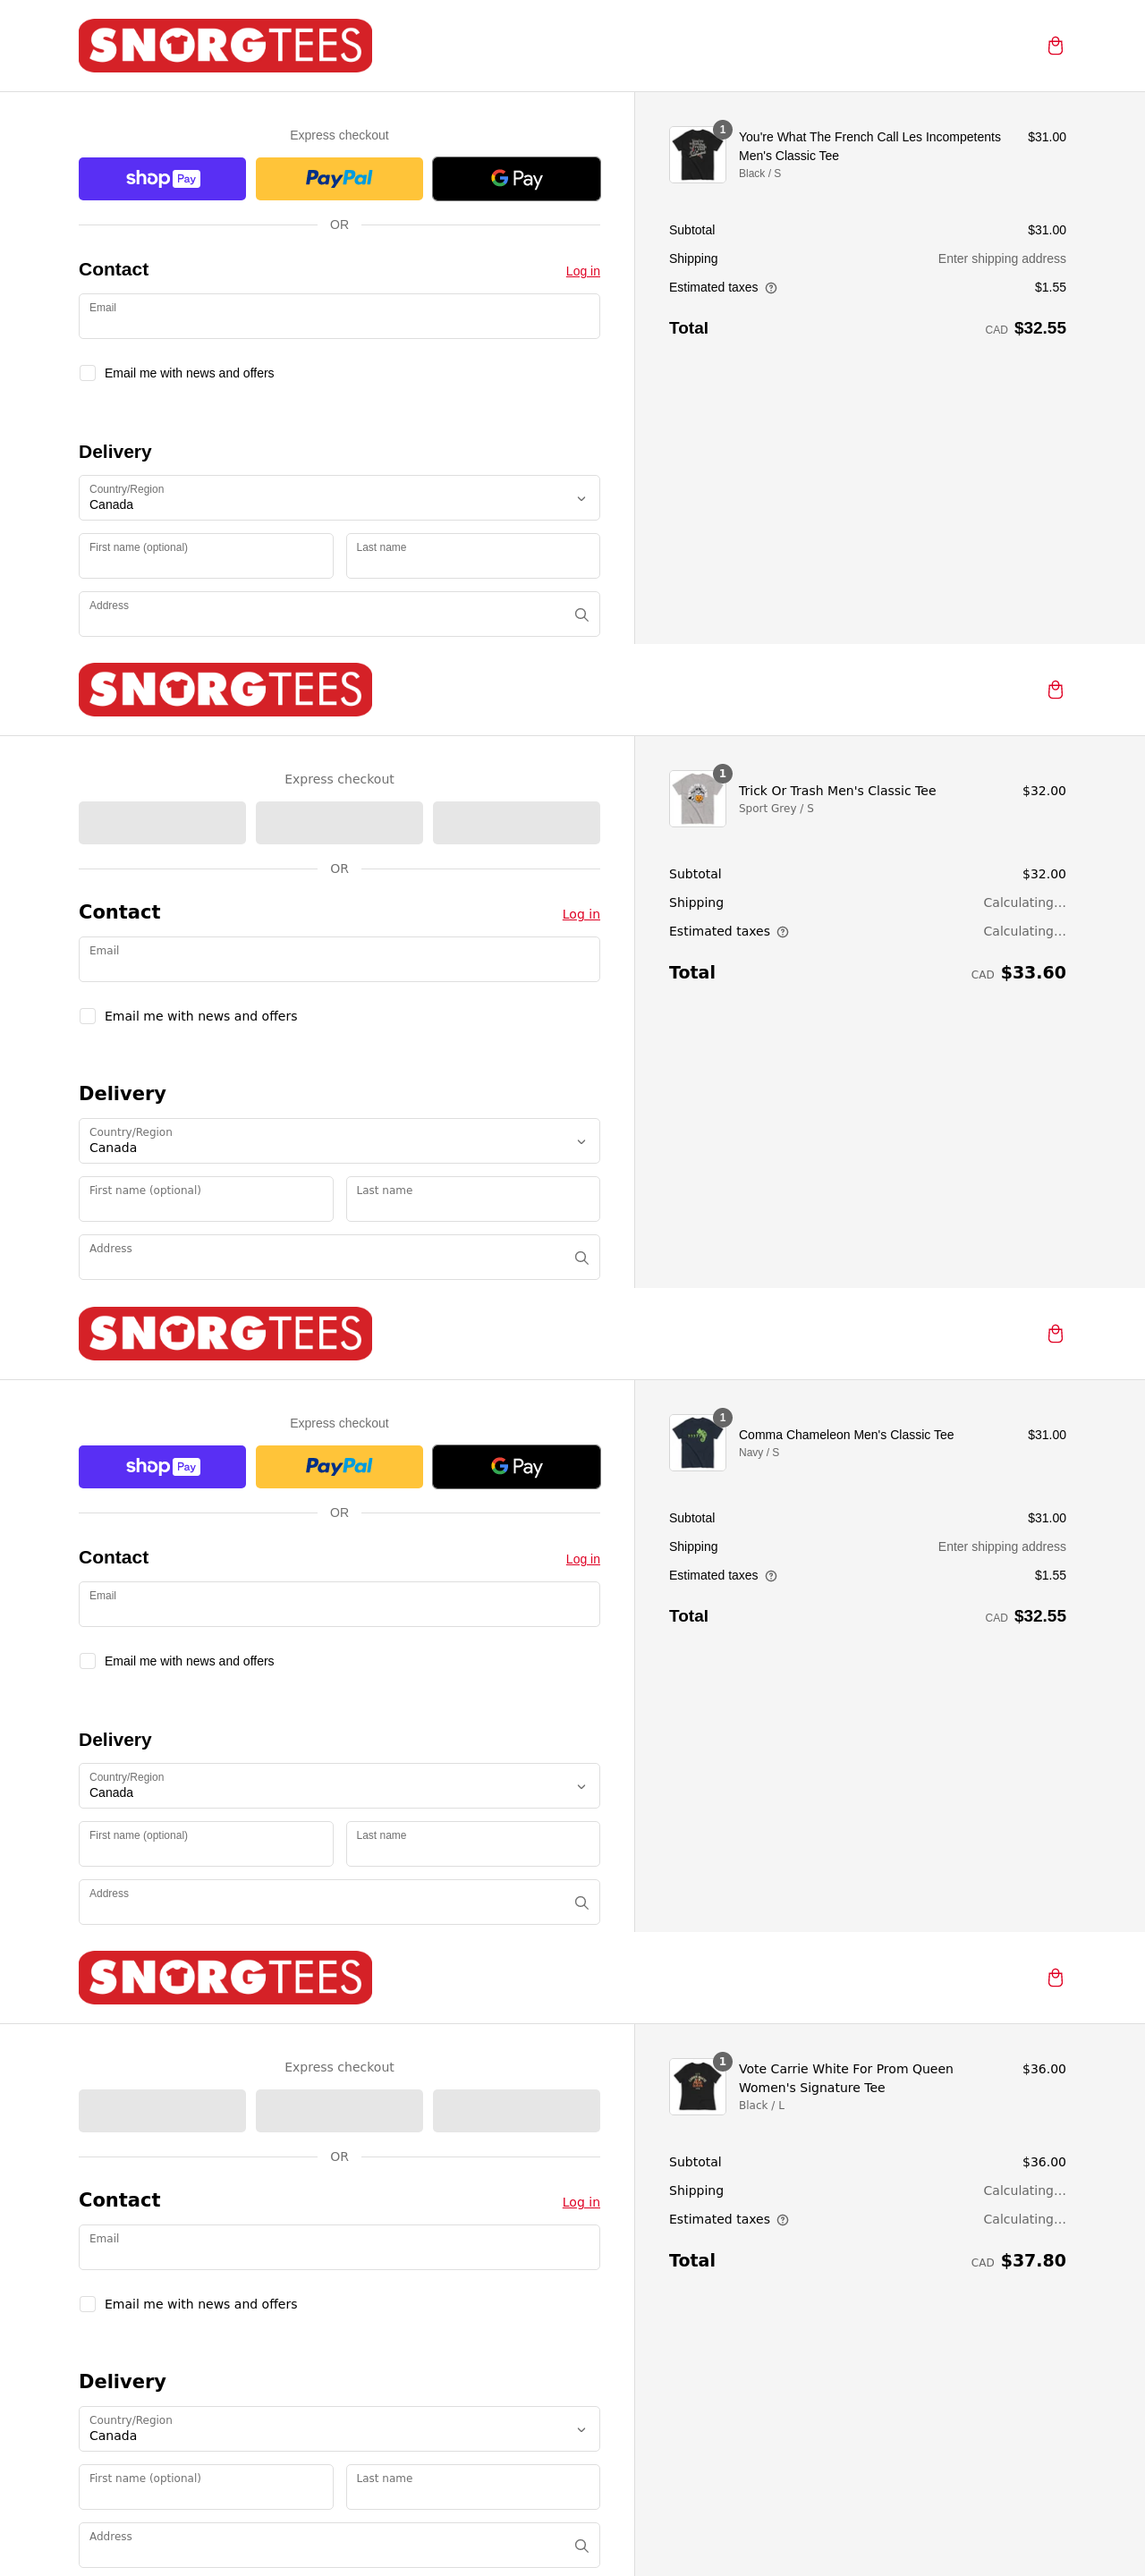 SNORGTEES
Express checkout
shop Pay
PayPal
G Pay
OR
Contact
Log in
Email
Email me with news and offers
Delivery
Country/Region
Canada
First name (optional)
Last name
Address
1
You're What The French Call Les Incompetents
Men's Classic Tee
Black / S
$31.00
Subtotal
$31.00
Shipping
Enter shipping address
Estimated taxes
$1.55
Total
CAD $32.55
SNORGTEES
Express checkout
OR
Contact
Log in
Email
Email me with news and offers
Delivery
Country/Region
Canada
First name (optional)
Last name
Address
1
Trick Or Trash Men's Classic Tee
Sport Grey / S
$32.00
Subtotal
$32.00
Shipping
Calculating...
Estimated taxes
Calculating...
Total
CAD $33.60
SNORGTEES
Express checkout
shop Pay
PayPal
G Pay
OR
Contact
Log in
Email
Email me with news and offers
Delivery
Country/Region
Canada
First name (optional)
Last name
Address
1
Comma Chameleon Men's Classic Tee
Navy / S
$31.00
Subtotal
$31.00
Shipping
Enter shipping address
Estimated taxes
$1.55
Total
CAD $32.55
SNORGTEES
Express checkout
OR
Contact
Log in
Email
Email me with news and offers
Delivery
Country/Region
Canada
First name (optional)
Last name
Address
1
Vote Carrie White For Prom Queen
Women's Signature Tee
Black / L
$36.00
Subtotal
$36.00
Shipping
Calculating...
Estimated taxes
Calculating...
Total
CAD $37.80